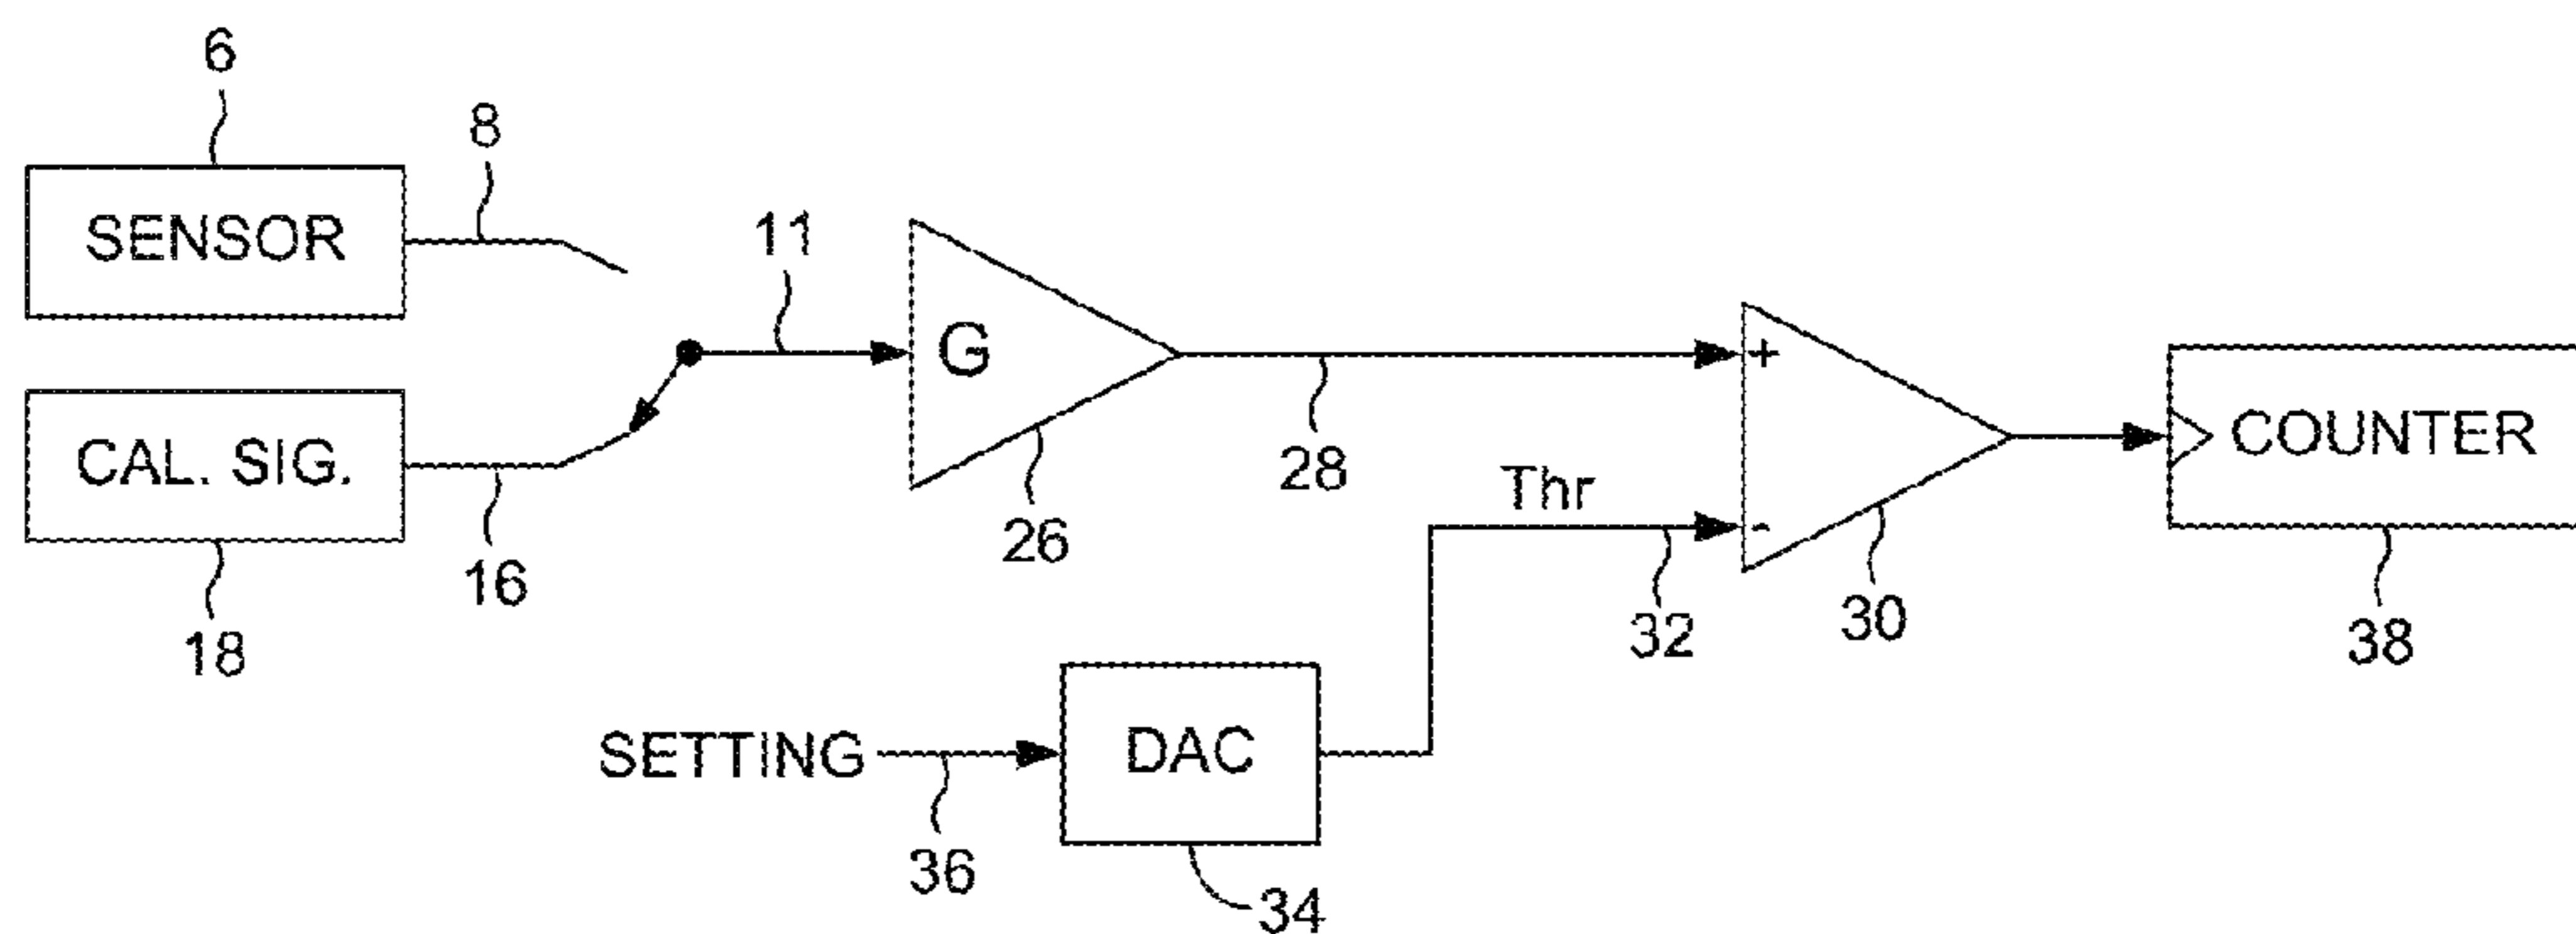 6
8
SENSOR
11
G
+
CAL. SIG.
COUNTER
28
Thr
-
26
16
18
32
30
38
SETTING
DAC
36
34